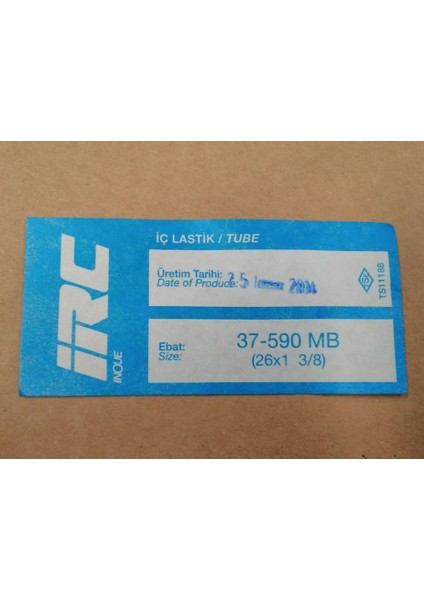 iRC
INOUE
İÇ LASTİK / TUBE
Üretim Tarihi:
Date of Produce:
TS11188
Ebat: 37-590 MB
Size: (26x1 3/8)